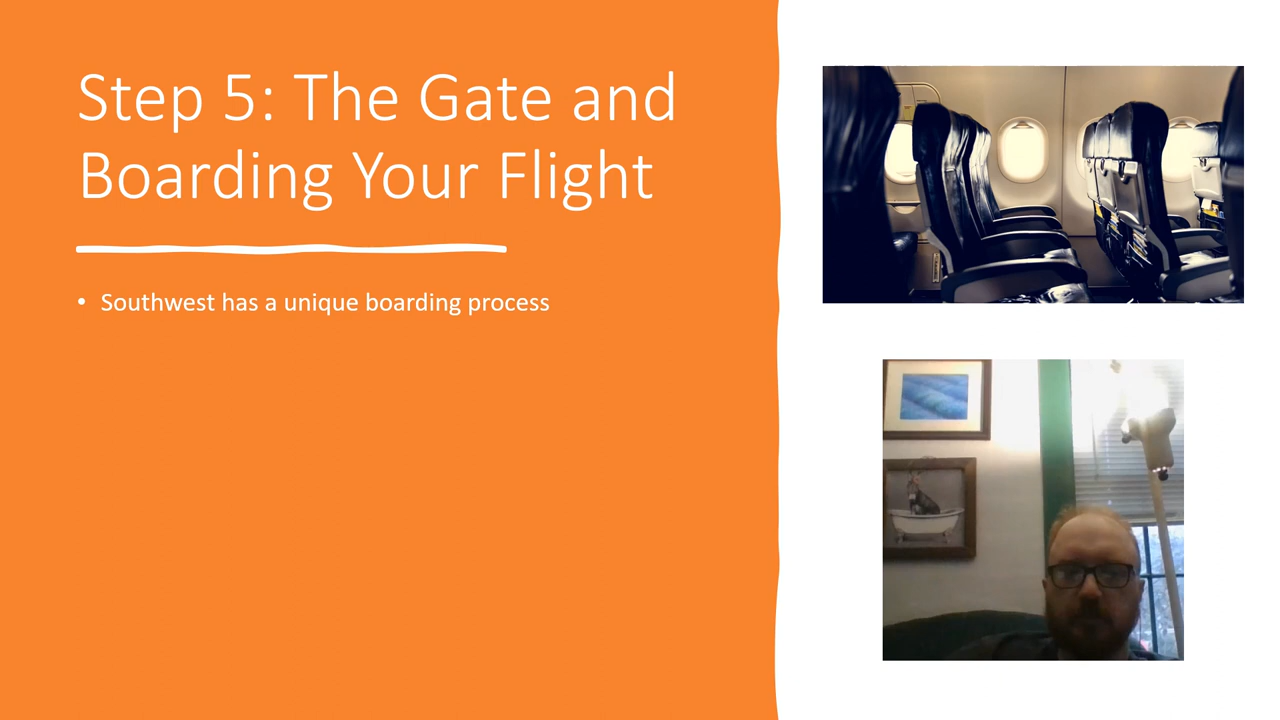 Step 5: The Gate and
Boarding Your Flight
• Southwest has a unique boarding process